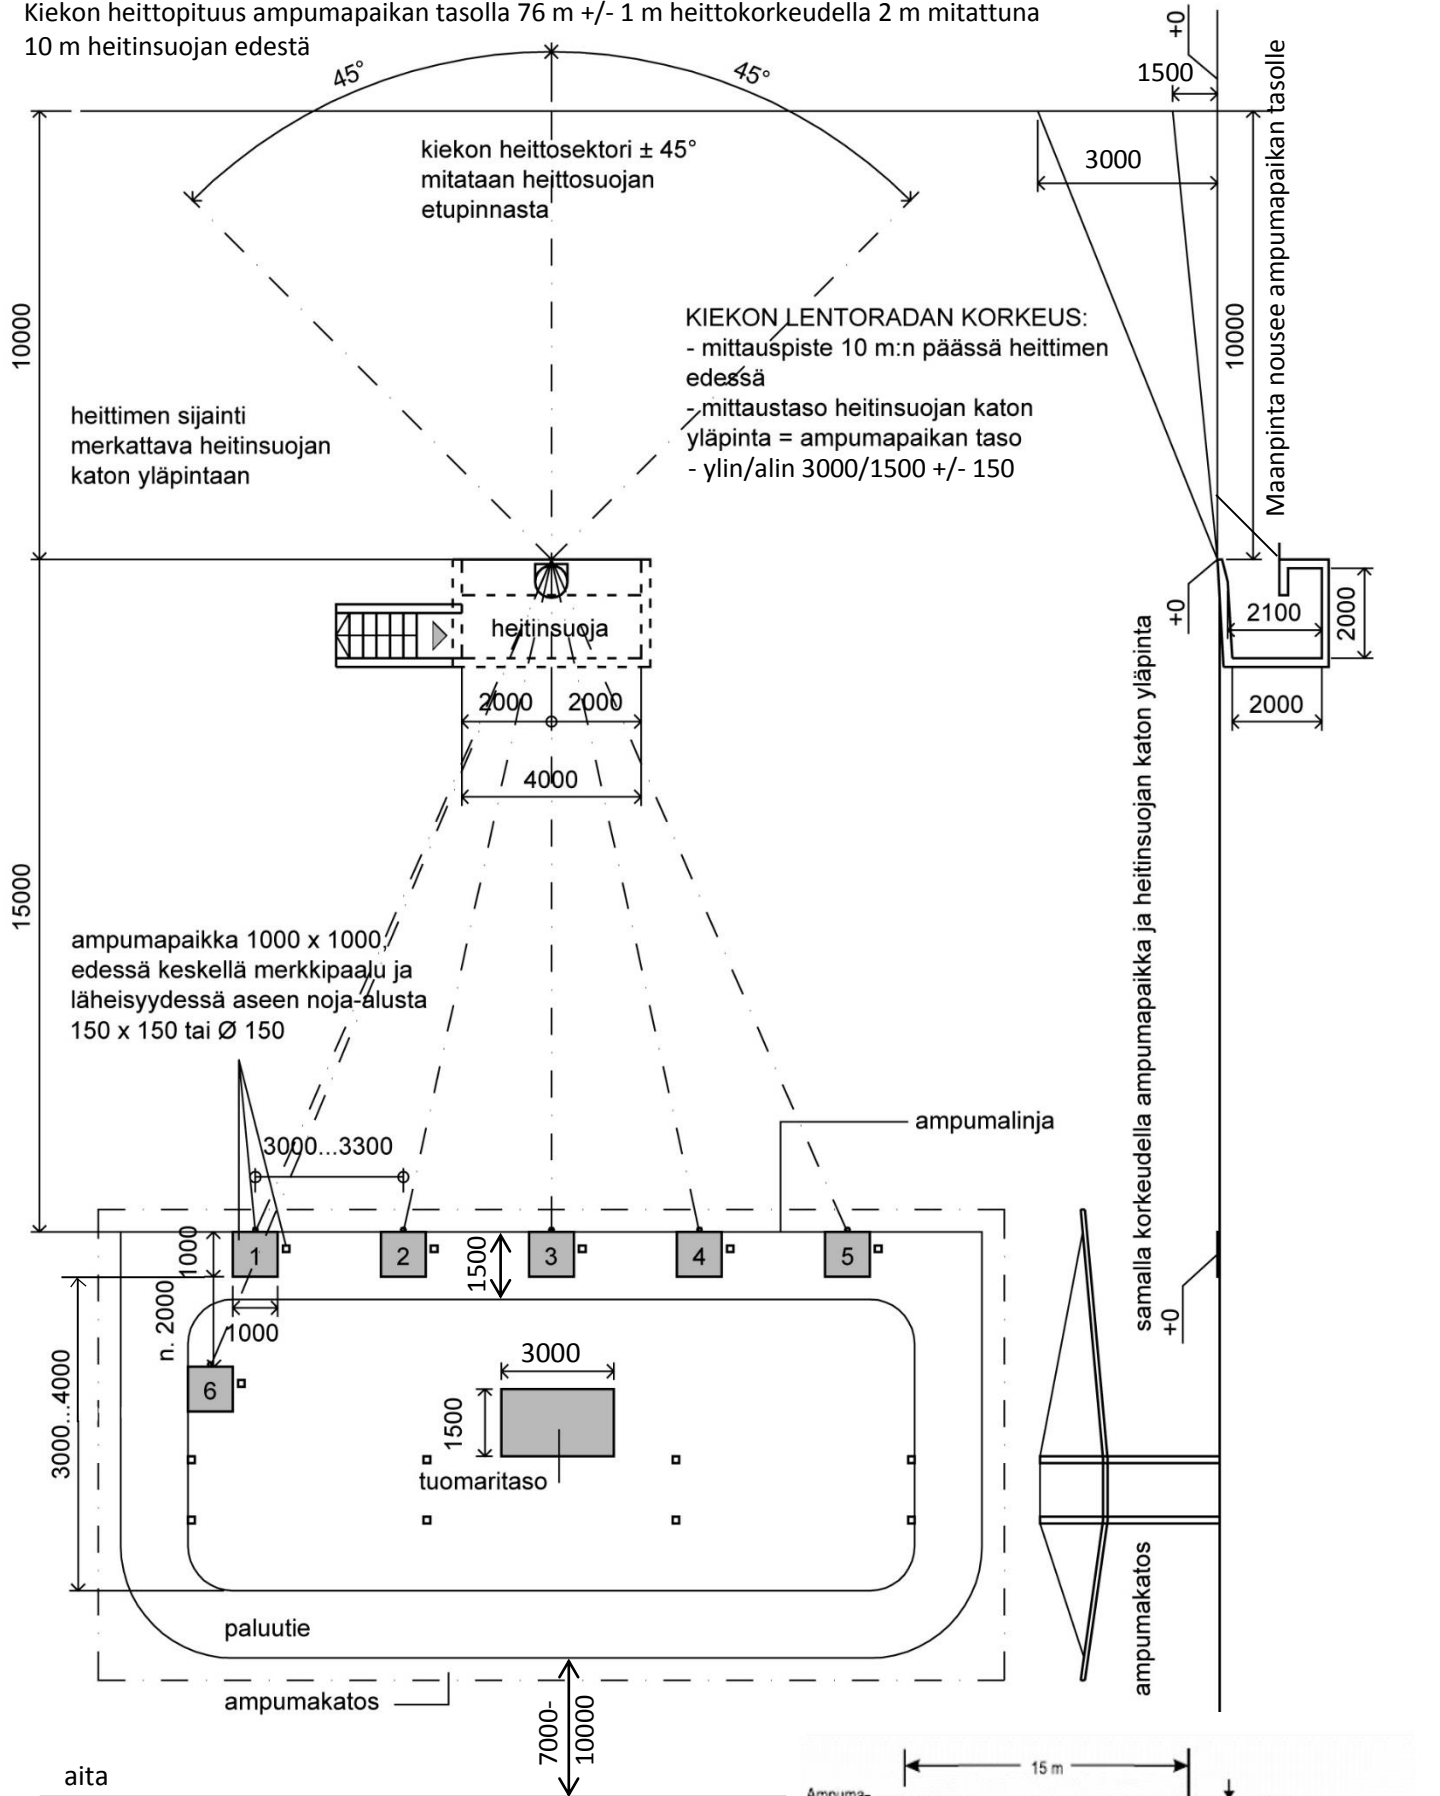 Kiekon heittopituus ampumapaikan tasolla 76 m +/- 1 m heittokorkeudella 2 m mitattuna
10 m heitinsuojan edestä
45°
45°
kiekon heittosektori ± 45°
mitataan heittosuojan
etupinnasta
+0
1500
3000
Maanpinta nousee ampumapaikan tasolle
10000
10000
KIEKON LENTORADAN KORKEUS:
- mittauspiste 10 m:n päässä heittimen
edessä
- mittaustaso heitinsuojan katon
yläpinta = ampumapaikan taso
- ylin/alin 3000/1500 +/- 150
heittimen sijainti
merkattava heitinsuojan
katon yläpintaan
heitinsuoja
+0
2100
2000
2000
2000
2000
4000
15000
samalla korkeudella ampumapaikka ja heitinsuojan katon yläpinta
ampumapaikka 1000 x 1000,
edessä keskellä merkkipaalu ja
läheisyydessä aseen noja-alusta
150 x 150 tai Ø 150
ampumalinja
3000...3300
1000
1
2
1500
3
4
5
+0
n. 2000
1000
3000...4000
6
3000
1500
tuomaritaso
ampumakatos
paluutie
ampumakatos
7000-
10000
aita
15 m
Ampuma-